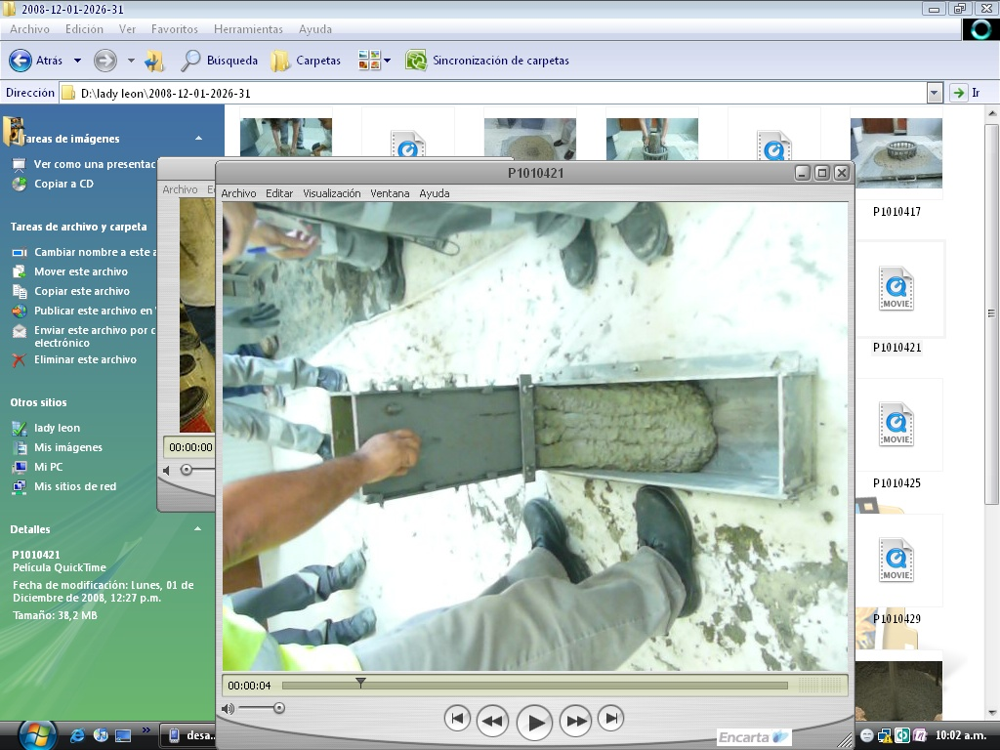 2008-12-01-2026-31
Archivo Edición Ver Favoritos Herramientas Ayuda
Atrás Búsqueda Carpetas Sincronización de carpetas
Dirección D:\lady leon\2008-12-01-2026-31 Ir
Tareas de imágenes
Ver como una presentac
Copiar a CD
Tareas de archivo y carpeta
Cambiar nombre a este a
Mover este archivo
Copiar este archivo
Publicar este archivo en
Enviar este archivo por c
electrónico
Eliminar este archivo
Otros sitios
lady leon
Mis imágenes
Mi PC
Mis sitios de red
Detalles
P1010421
Película QuickTime
Fecha de modificación: Lunes, 01 de
Diciembre de 2008, 12:27 p.m.
Tamaño: 38,2 MB
Archivo
00:00:00
P1010421
Archivo Editar Visualización Ventana Ayuda
00:00:04
P1010417
MOVIE
P1010421
MOVIE
P1010425
MOVIE
P1010429
Encarta
desa...
10:02 a.m.